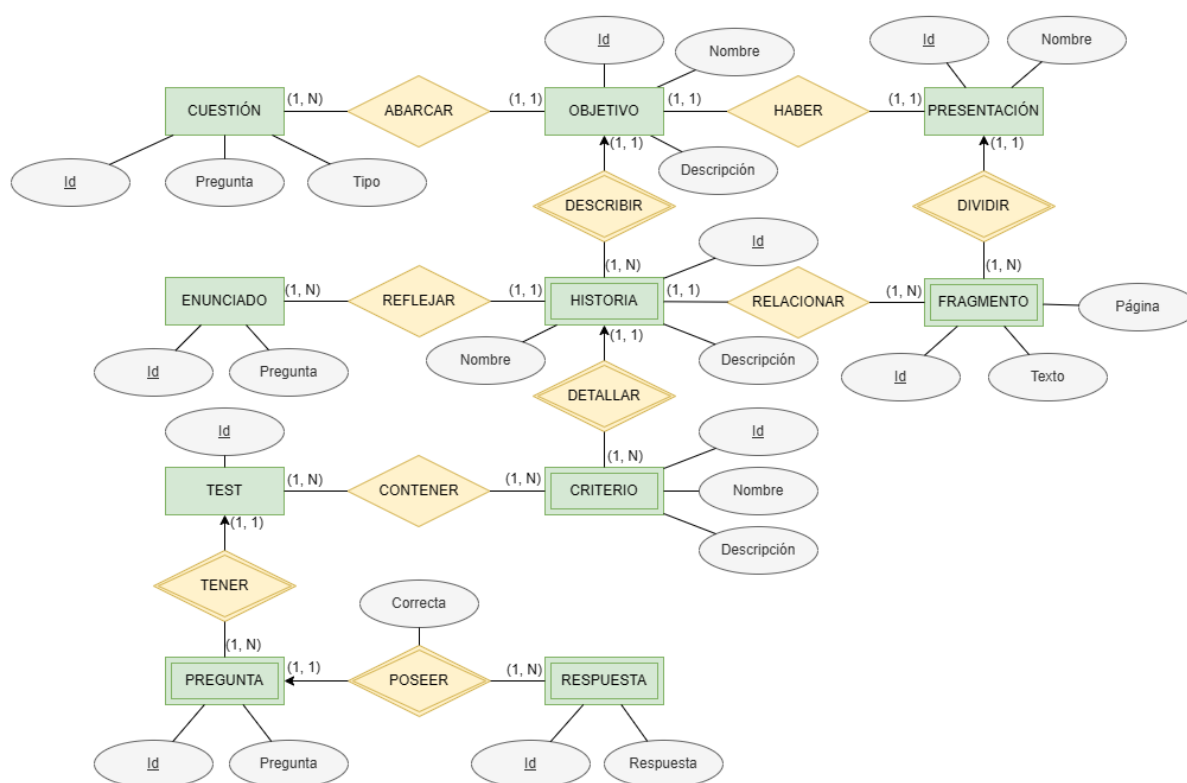 Id
Nombre
Id
Nombre
CUESTIÓN
(1, N)
ABARCAR
(1, 1)
OBJETIVO
(1, 1)
HABER
(1, 1)
PRESENTACIÓN
(1, 1)
(1, 1)
Id
Pregunta
Tipo
Descripción
DESCRIBIR
DIVIDIR
Id
(1, N)
(1, N)
ENUNCIADO
(1, N)
REFLEJAR
(1, 1)
HISTORIA
(1, 1)
RELACIONAR
(1, N)
FRAGMENTO
Página
(1, 1)
Id
Pregunta
Nombre
Descripción
Id
Texto
DETALLAR
Id
Id
(1, N)
TEST
(1, N)
CONTENER
(1, N)
CRITERIO
Nombre
(1, 1)
Descripción
TENER
Correcta
(1, N)
PREGUNTA
(1, 1)
POSEER
(1, N)
RESPUESTA
Id
Pregunta
Id
Respuesta